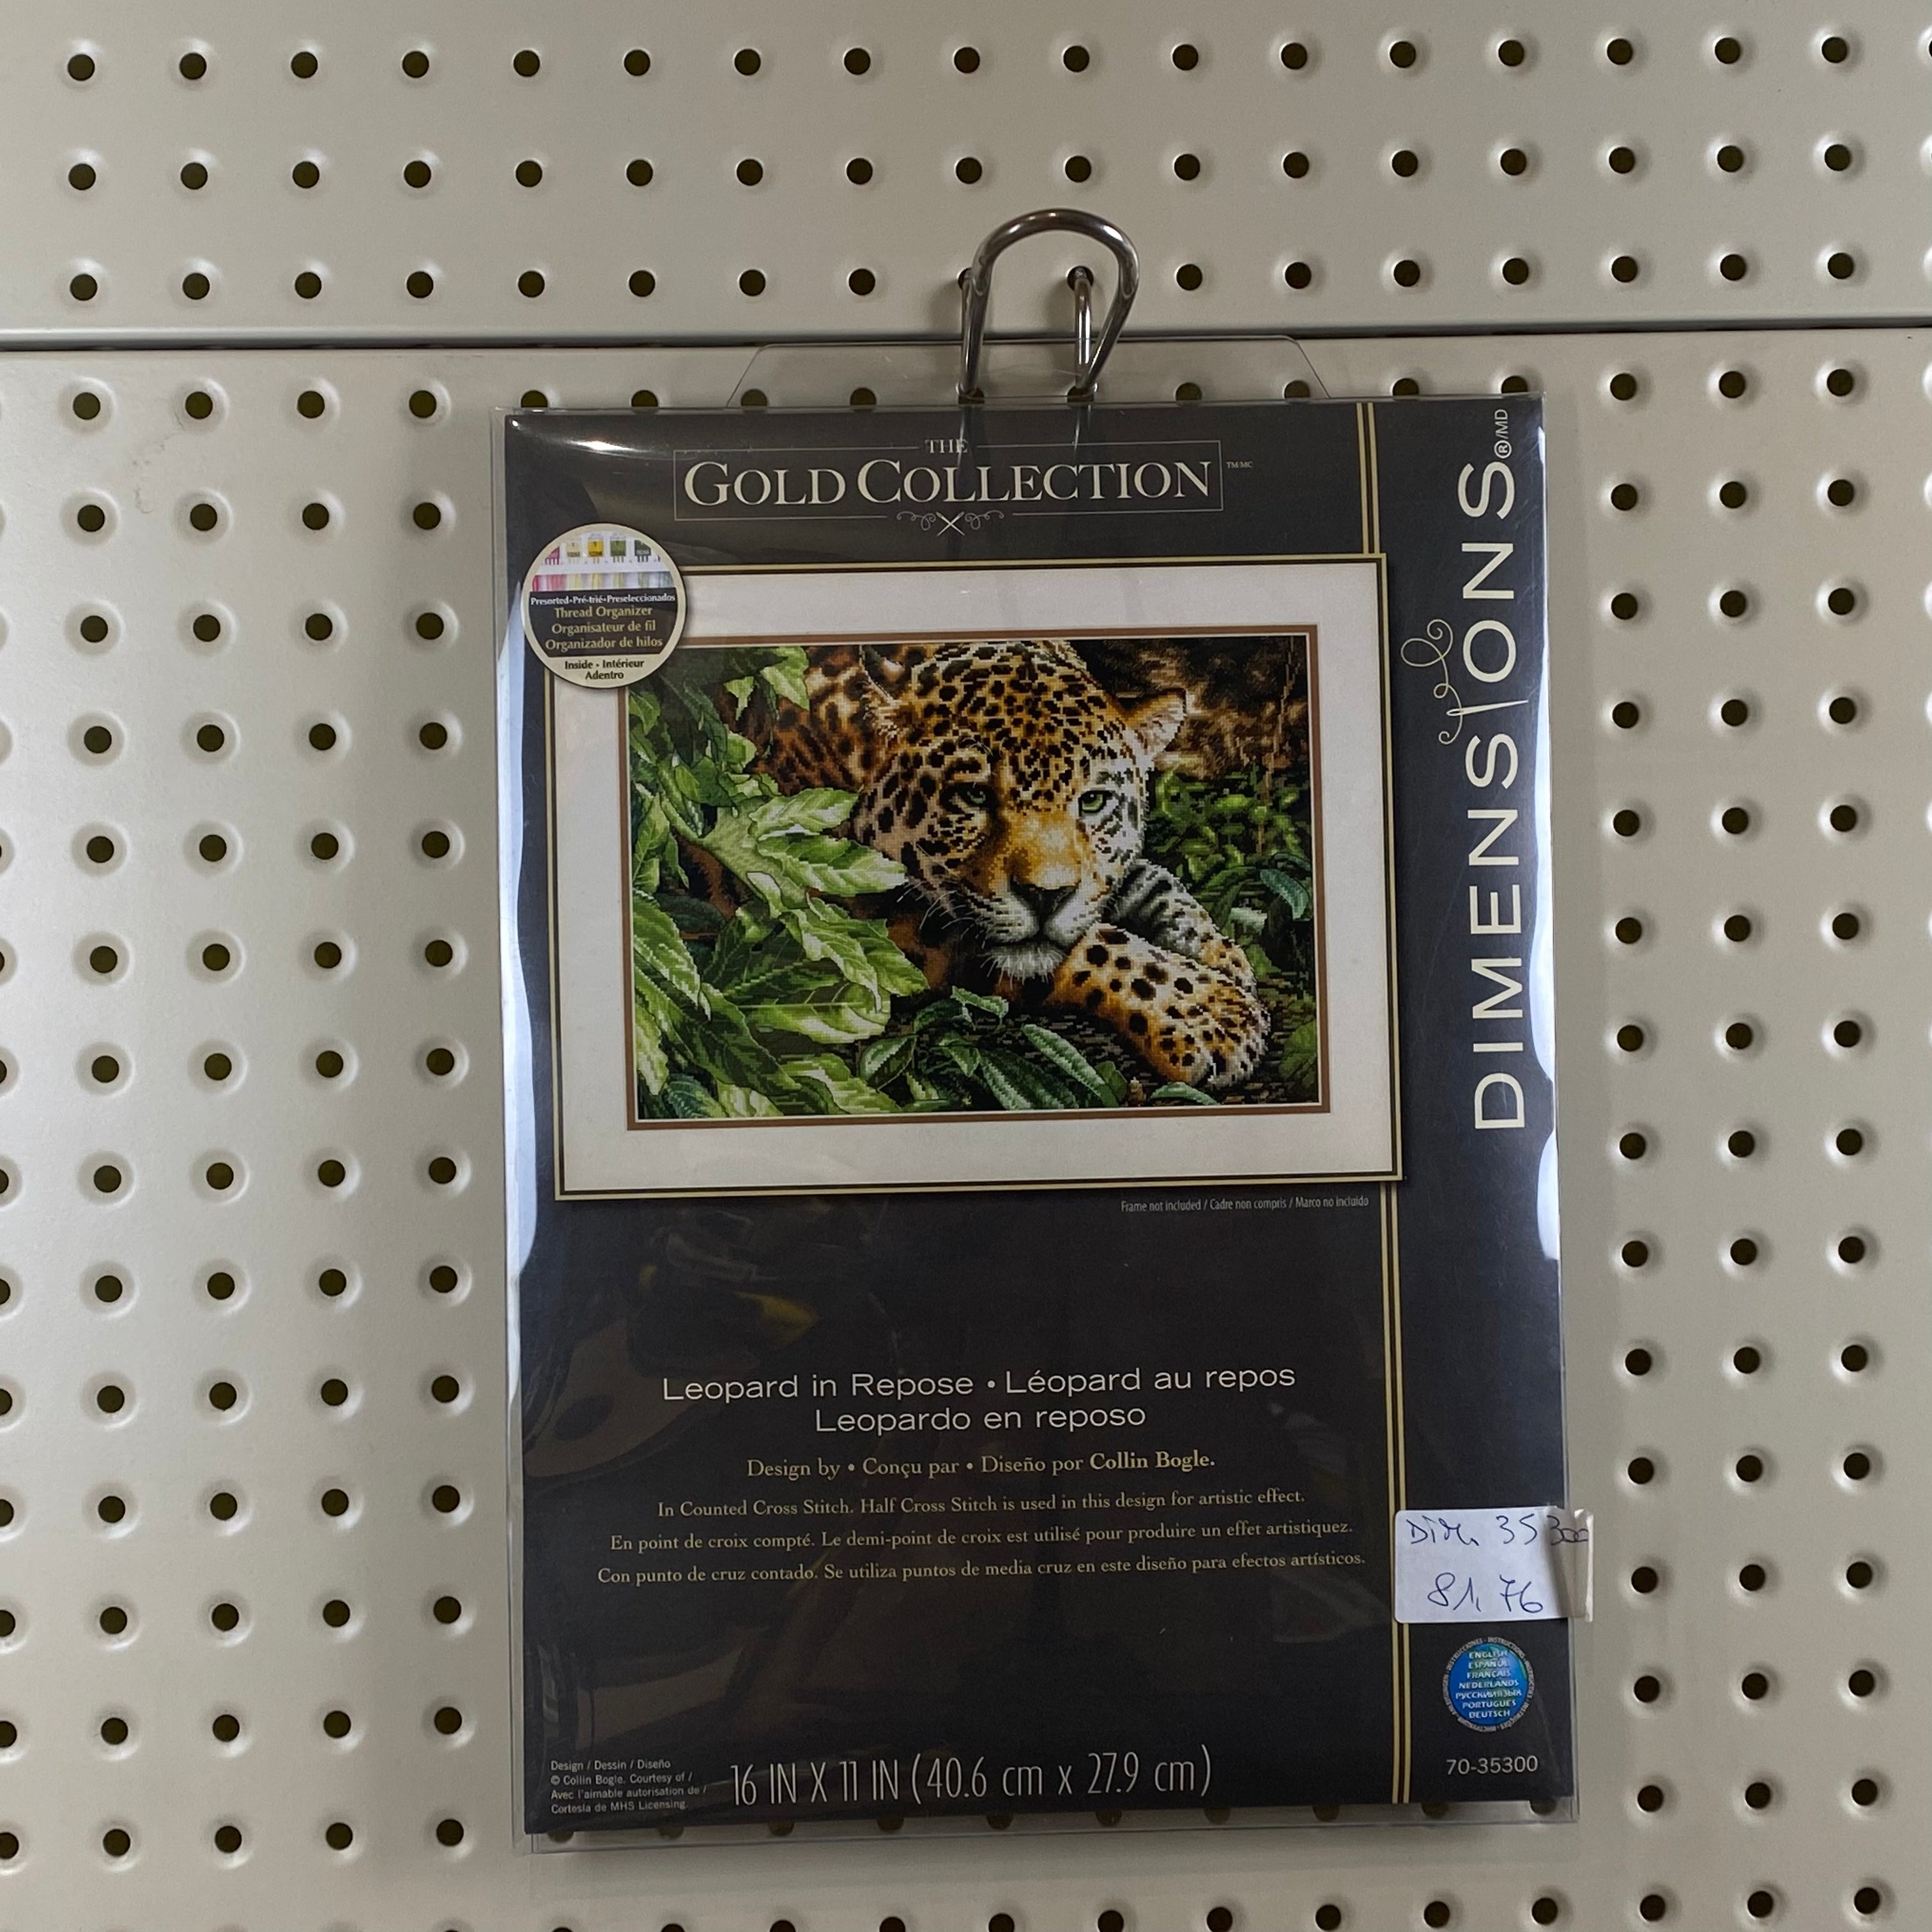 THE
GOLD COLLECTION
TM/MC
DIMENSIONS®/MD
Presorted•Pré-trié•Preseleccionados
Thread Organizer
Organisateur de fil
Organizador de hilos
Inside • Intérieur
Adentro
Frame not included / Cadre non compris / Marco no incluido
Leopard in Repose • Léopard au repos
Leopardo en reposo
Design by • Conçu par • Diseño por Collin Bogle.
In Counted Cross Stitch. Half Cross Stitch is used in this design for artistic effect.
En point de croix compté. Le demi-point de croix est utilisé pour produire un effet artistiquez.
Con punto de cruz contado. Se utiliza puntos de media cruz en este diseño para efectos artísticos.
Dim. 35300
81,76
ENGLISH
ESPAÑOL
FRANÇAIS
NEDERLANDS
РУССКИЙ ЯЗЫК
PORTUGUÊS
DEUTSCH
70-35300
Design / Dessin / Diseño
© Collin Bogle. Courtesy of /
Avec l'aimable autorisation de /
Cortesía de MHS Licensing.
16 IN X 11 IN (40.6 cm x 27.9 cm)